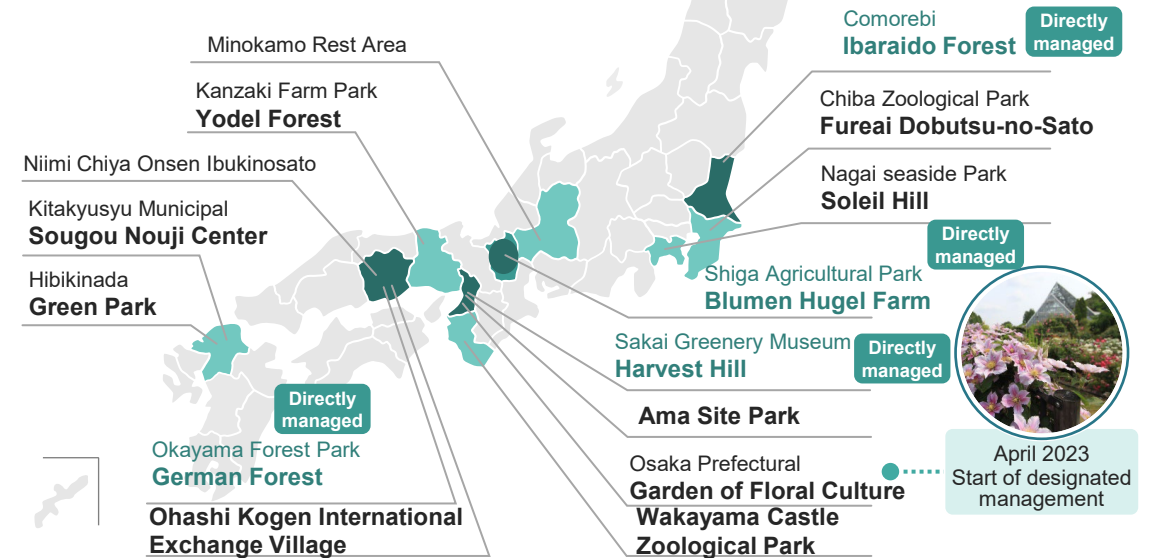 Minokamo Rest Area
Kanzaki Farm Park
Yodel Forest
Niimi Chiya Onsen Ibukinosato
Kitakyusyu Municipal
Sougou Nouji Center
Hibikinada
Green Park
Directly
managed
Okayama Forest Park
German Forest
Ohashi Kogen International
Exchange Village
Comorebi
Ibaraido Forest
Directly
managed
Chiba Zoological Park
Fureai Dobutsu-no-Sato
Nagai seaside Park
Soleil Hill
Directly
managed
Shiga Agricultural Park
Blumen Hugel Farm
Sakai Greenery Museum
Harvest Hill
Directly
managed
Ama Site Park
Osaka Prefectural
Garden of Floral Culture
Wakayama Castle
Zoological Park
April 2023
Start of designated
management